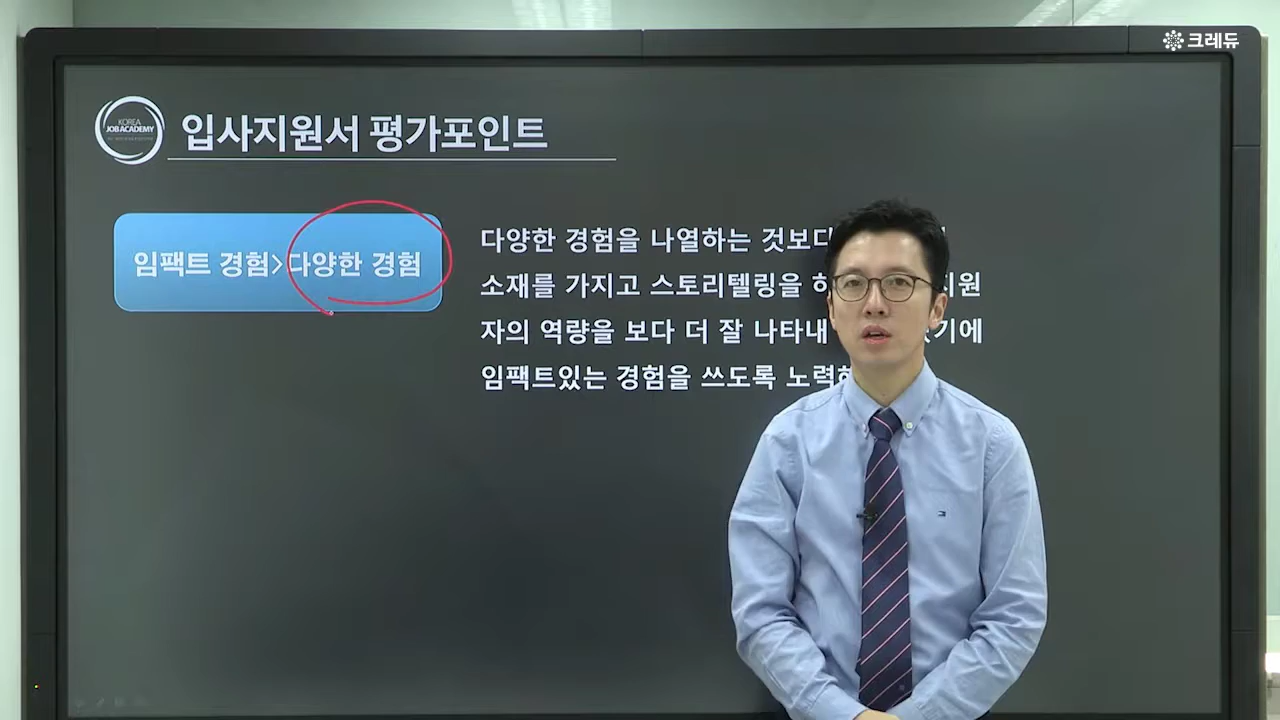 크레듀
KOREA
JOB ACADEMY
입사지원서 평가포인트
임팩트 경험>다양한 경험
다양한 경험을 나열하는 것보다
소재를 가지고 스토리텔링을 하 지원
자의 역량을 보다 더 잘 나타내 기에
임팩트있는 경험을 쓰도록 노력